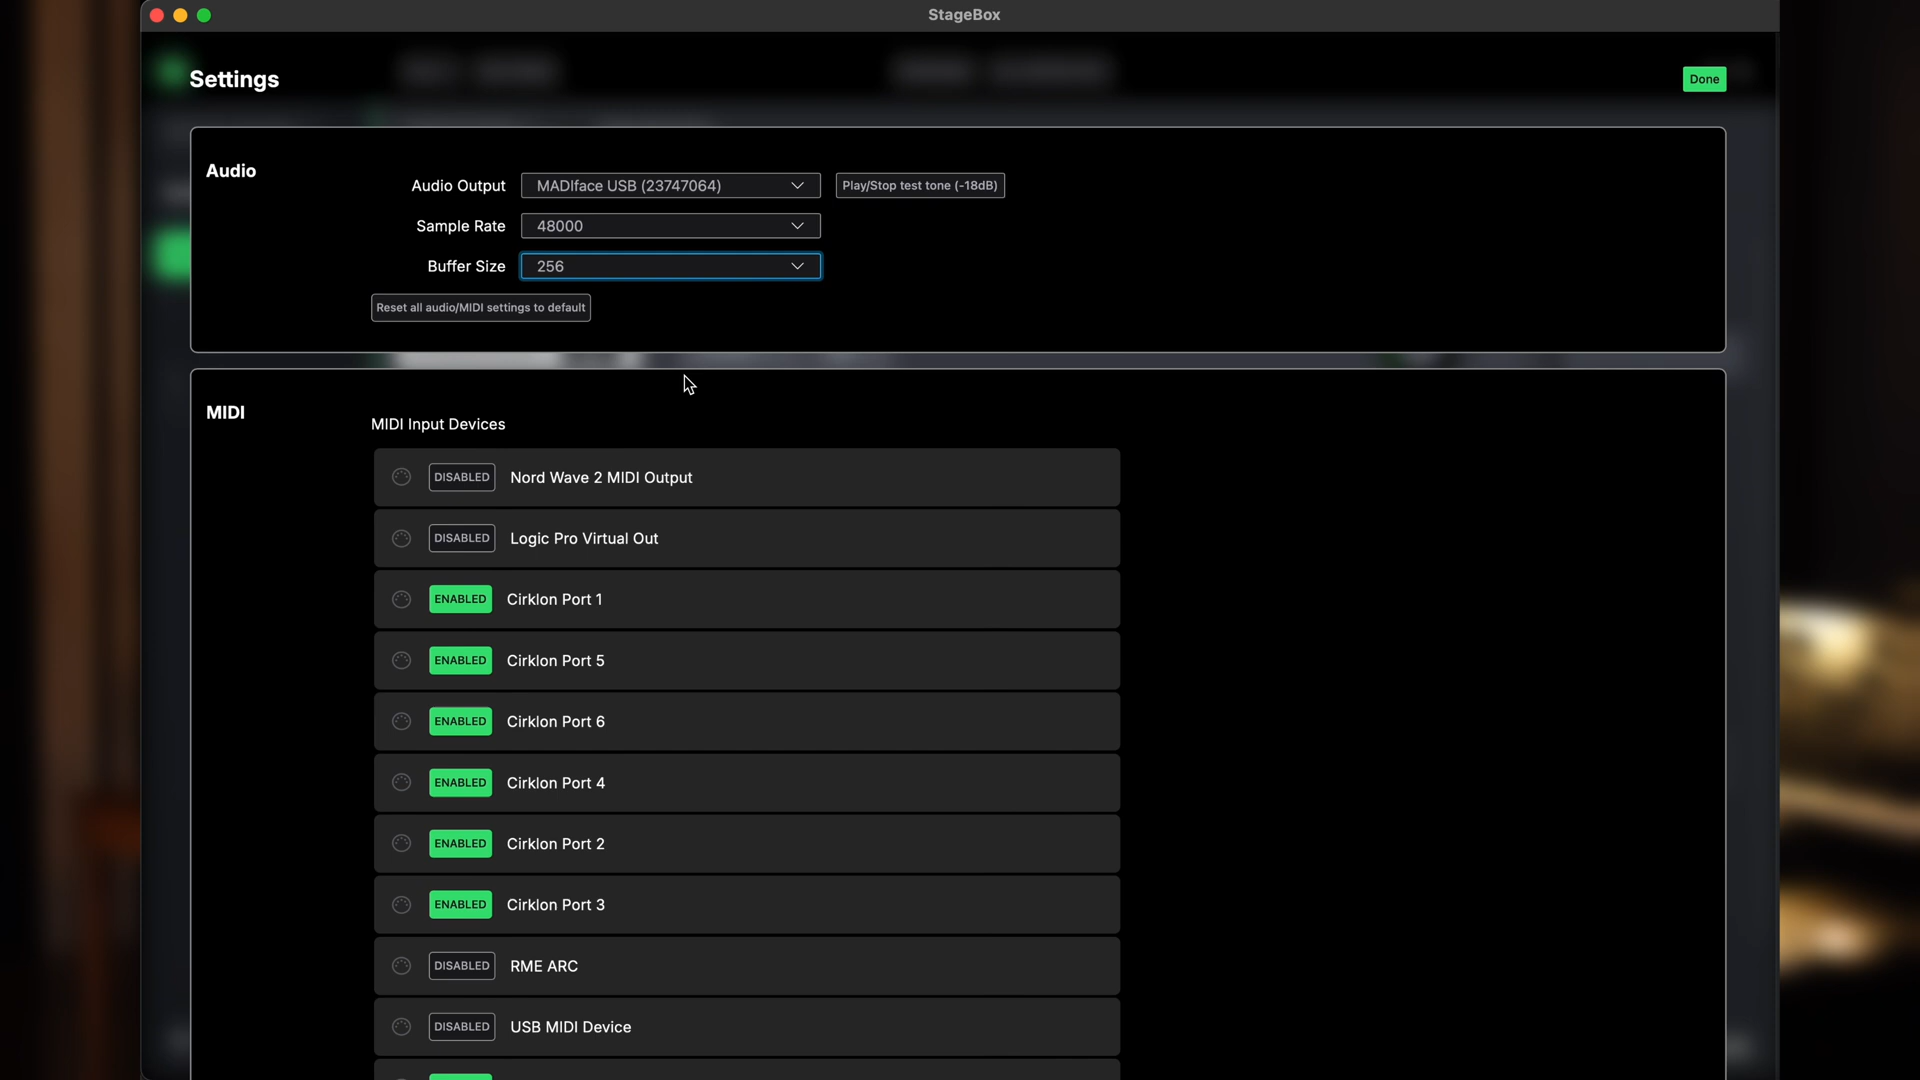 StageBox
Settings
Done
Audio
Audio Output MADIface USB (23747064) Play/Stop test tone (-18dB)
Sample Rate 48000
Buffer Size 256
Reset all audio/MIDI settings to default
MIDI
MIDI Input Devices
DISABLED Nord Wave 2 MIDI Output
DISABLED Logic Pro Virtual Out
ENABLED Cirklon Port 1
ENABLED Cirklon Port 5
ENABLED Cirklon Port 6
ENABLED Cirklon Port 4
ENABLED Cirklon Port 2
ENABLED Cirklon Port 3
DISABLED RME ARC
DISABLED USB MIDI Device